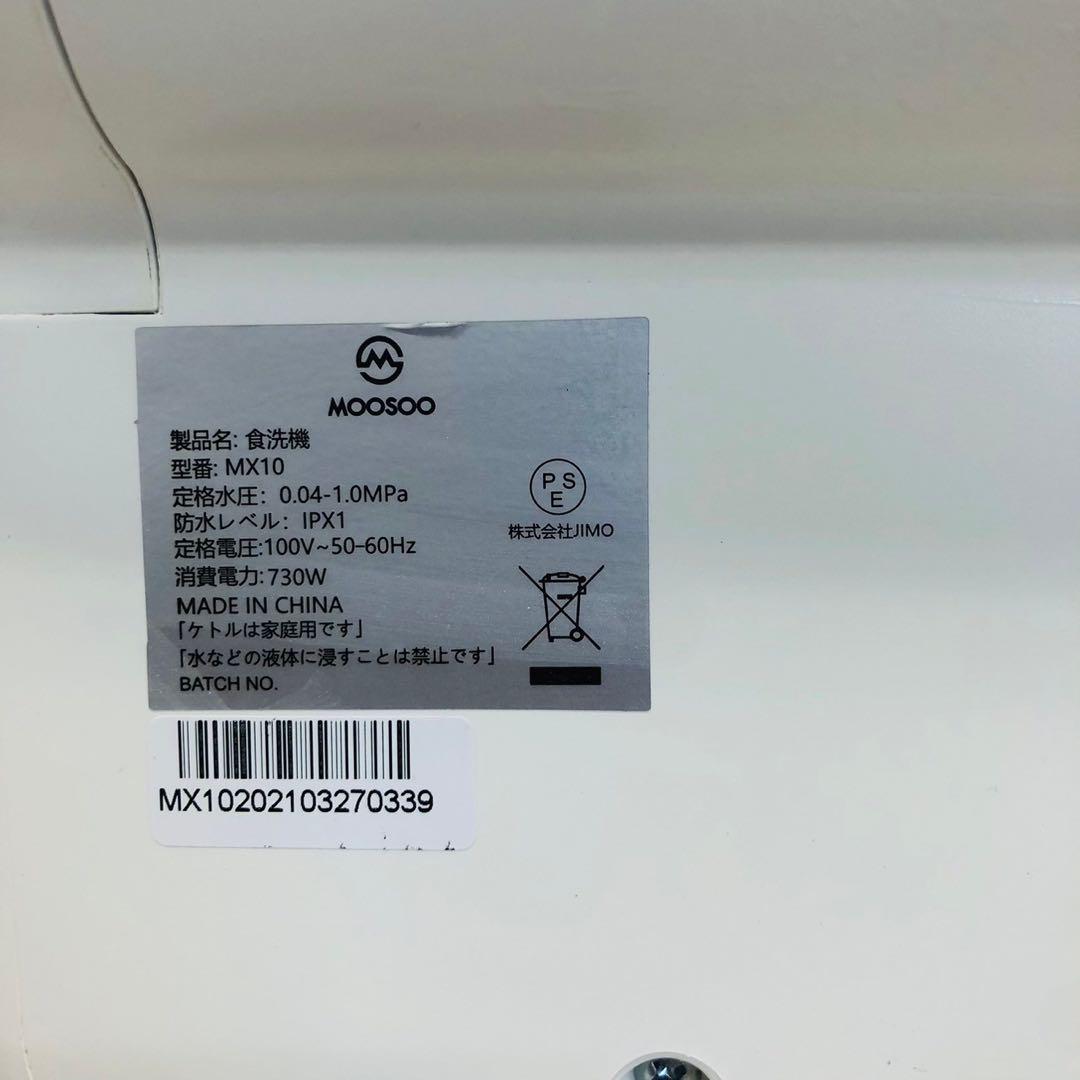 MOOSOO
製品名: 食洗機
型番: MX10
定格水圧: 0.04-1.0MPa
防水レベル: IPX1
定格電圧:100V~50-60Hz
消費電力:730W
MADE IN CHINA
「ケトルは家庭用です」
「水などの液体に浸すことは禁止です」
BATCH NO.
PSE
株式会社JIMO
MX10202103270339